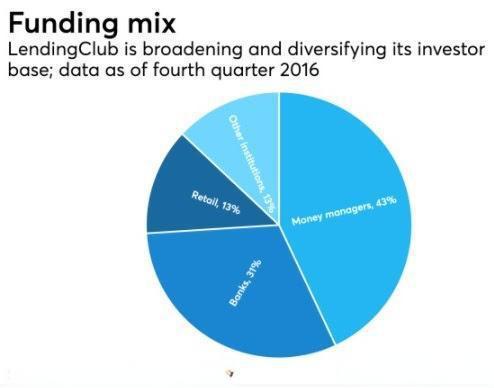 Funding mix
LendingClub is broadening and diversifying its investor
base; data as of fourth quarter 2016
Other institutions, 13%
Retail, 13%
Money managers, 43%
Banks, 31%